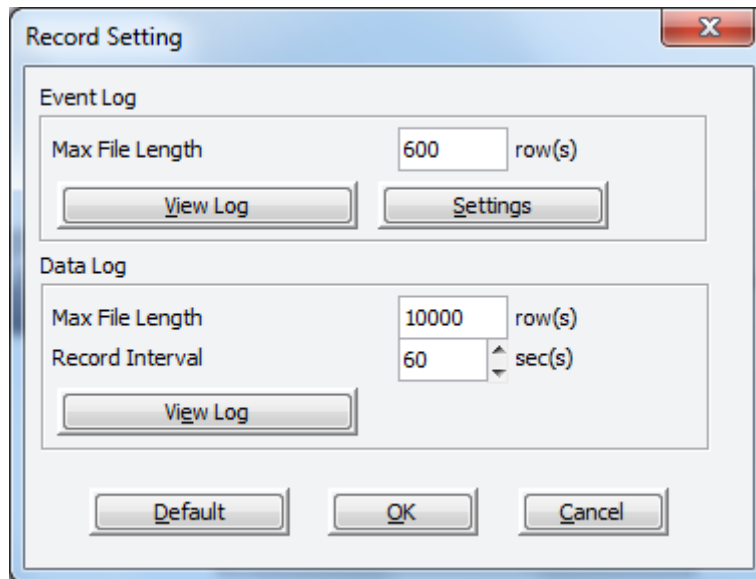 Record Setting
Event Log
Max File Length 600 row(s)
View Log Settings
Data Log
Max File Length 10000 row(s)
Record Interval 60 sec(s)
View Log
Default OK Cancel